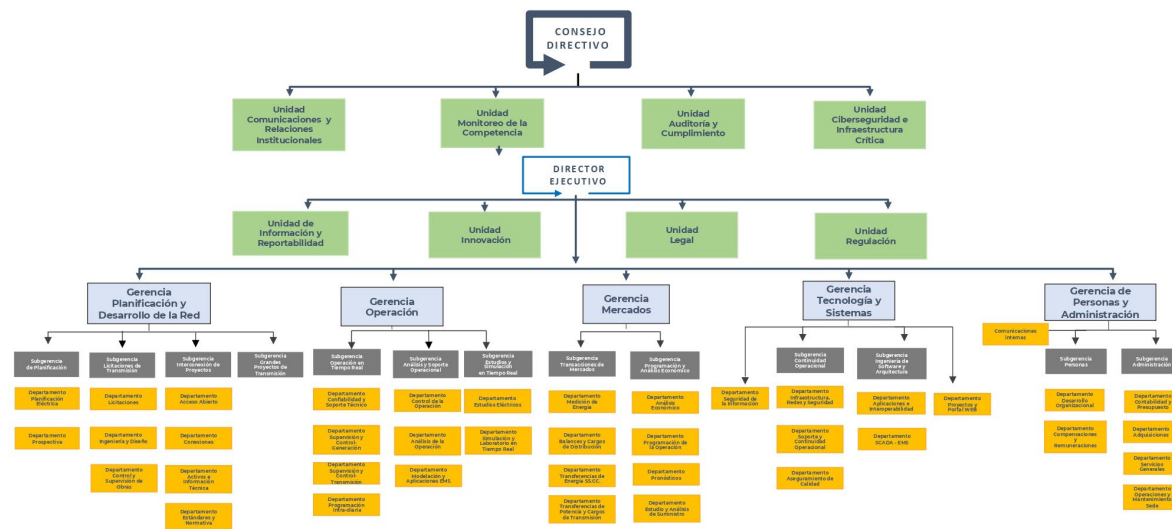 CONSEJO
DIRECTIVO
Unidad
Comunicaciones y
Relaciones
Institucionales
Unidad
Monitoreo de la
Competencia
Unidad
Auditoría y
Cumplimiento
Unidad
Ciberseguridad e
Infraestructura
Crítica
DIRECTOR
EJECUTIVO
Unidad de
Información y
Reportabilidad
Unidad
Innovación
Unidad
Legal
Unidad
Regulación
Gerencia
Planificación y
Desarrollo de la Red
Gerencia
Operación
Gerencia
Mercados
Gerencia
Tecnología y
Sistemas
Gerencia de
Personas y
Administración
Comunicaciones
Internas
Subgerencia
de Planificación
Subgerencia
Licitaciones de
Transmisión
Subgerencia
Interconexión de
Proyectos
Subgerencia
Grandes
Proyectos de
Transmisión
Subgerencia
Operación en
Tiempo Real
Subgerencia
Análisis y Soporte
Operacional
Subgerencia
Estudios y
Simulación
en Tiempo Real
Subgerencia
Transacciones de
Mercados
Subgerencia
Programación y
Análisis Económico
Subgerencia
Continuidad
Operacional
Subgerencia
Ingeniería de
Software y
Arquitectura
Subgerencia
Personas
Subgerencia
Administración
Departamento
Planificación
Eléctrica
Departamento
Prospectiva
Departamento
Licitaciones
Departamento
Ingeniería y Diseño
Departamento
Control y
Supervisión de
Obras
Departamento
Acceso Abierto
Departamento
Conexiones
Departamento
Activos e
Información
Técnica
Departamento
Estándares y
Normativa
Departamento
Confiabilidad y
Soporte Técnico
Departamento
Supervisión y
Control-
Generación
Departamento
Supervisión y
Control-
Transmisión
Departamento
Programación
Intra-diaria
Departamento
Control de la
Operación
Departamento
Análisis de la
Operación
Departamento
Modelación y
Aplicaciones EMS
Departamento
Estudios Eléctricos
Departamento
Simulación y
Laboratorio en
Tiempo Real
Departamento
Medición de
Energía
Departamento
Balances y Cargos
de Distribución
Departamento
Transferencias de
Energía SS.CC
Departamento
Transferencias de
Potencia y Cargos
de Transmisión
Departamento
Análisis
Económico
Departamento
Programación de
la Operación
Departamento
Pronósticos
Departamento
Estudio y Análisis
de Suministro
Departamento
Seguridad de
la Información
Departamento
Infraestructura,
Redes y Seguridad
Departamento
Soporte y
Continuidad
Operacional
Departamento
Aseguramiento de
Calidad
Departamento
Aplicaciones e
Interoperabilidad
Departamento
SCADA - EMS
Departamento
Proyectos y
Portal WEB
Departamento
Desarrollo
Organizacional
Departamento
Compensaciones
y
Remuneraciones
Departamento
Contabilidad y
Presupuesto
Departamento
Adquisiciones
Departamento
Servicios
Generales
Departamento
Operaciones y
Mantenimiento
Sede